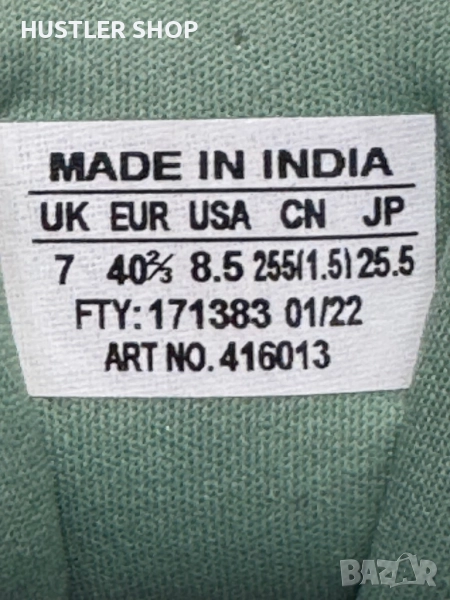 HUSTLER SHOP
MADE IN INDIA
UK EUR USA CN JP
7 40⅔ 8.5 255(1.5) 25.5
FTY: 171383 01/22
ART NO. 416013
BAZAR